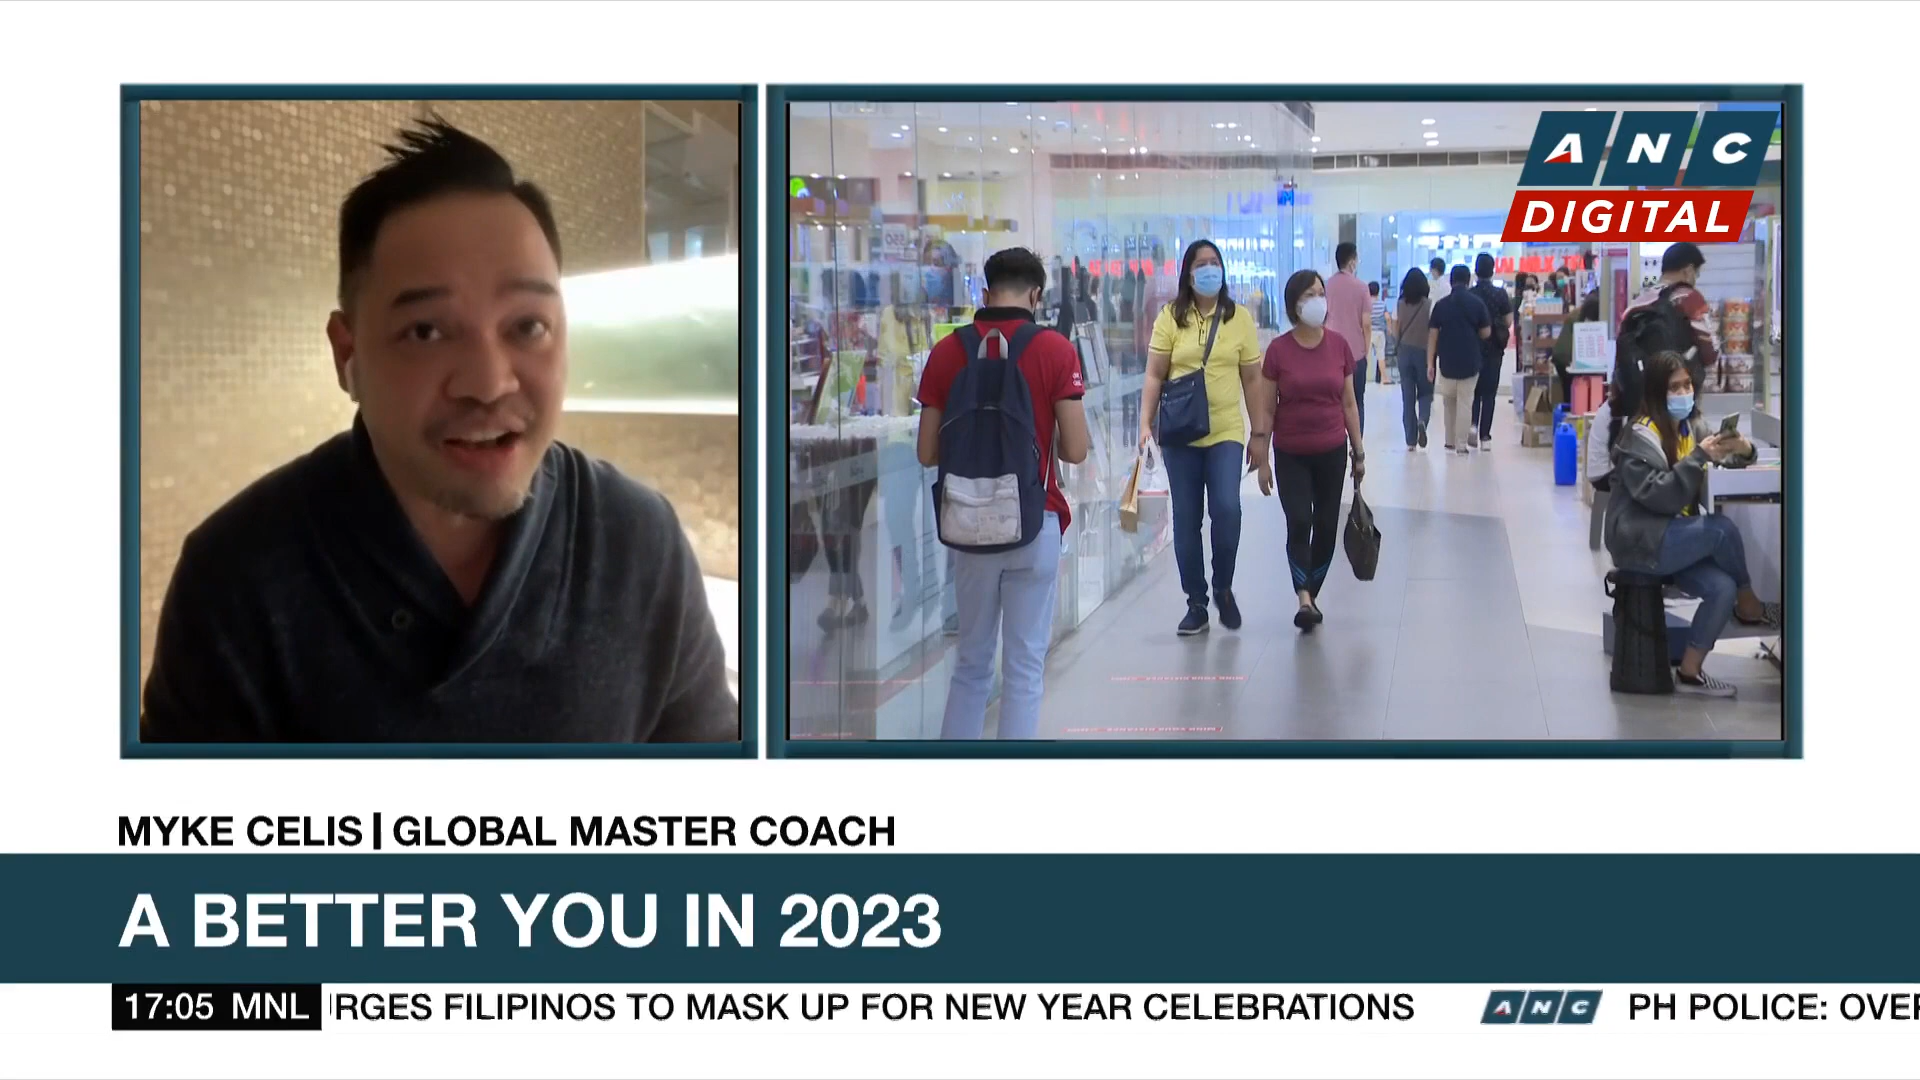 ANC
DIGITAL
MYKE CELIS | GLOBAL MASTER COACH
A BETTER YOU IN 2023
17:05 MNL
RGES FILIPINOS TO MASK UP FOR NEW YEAR CELEBRATIONS
ANC
PH POLICE: OVER